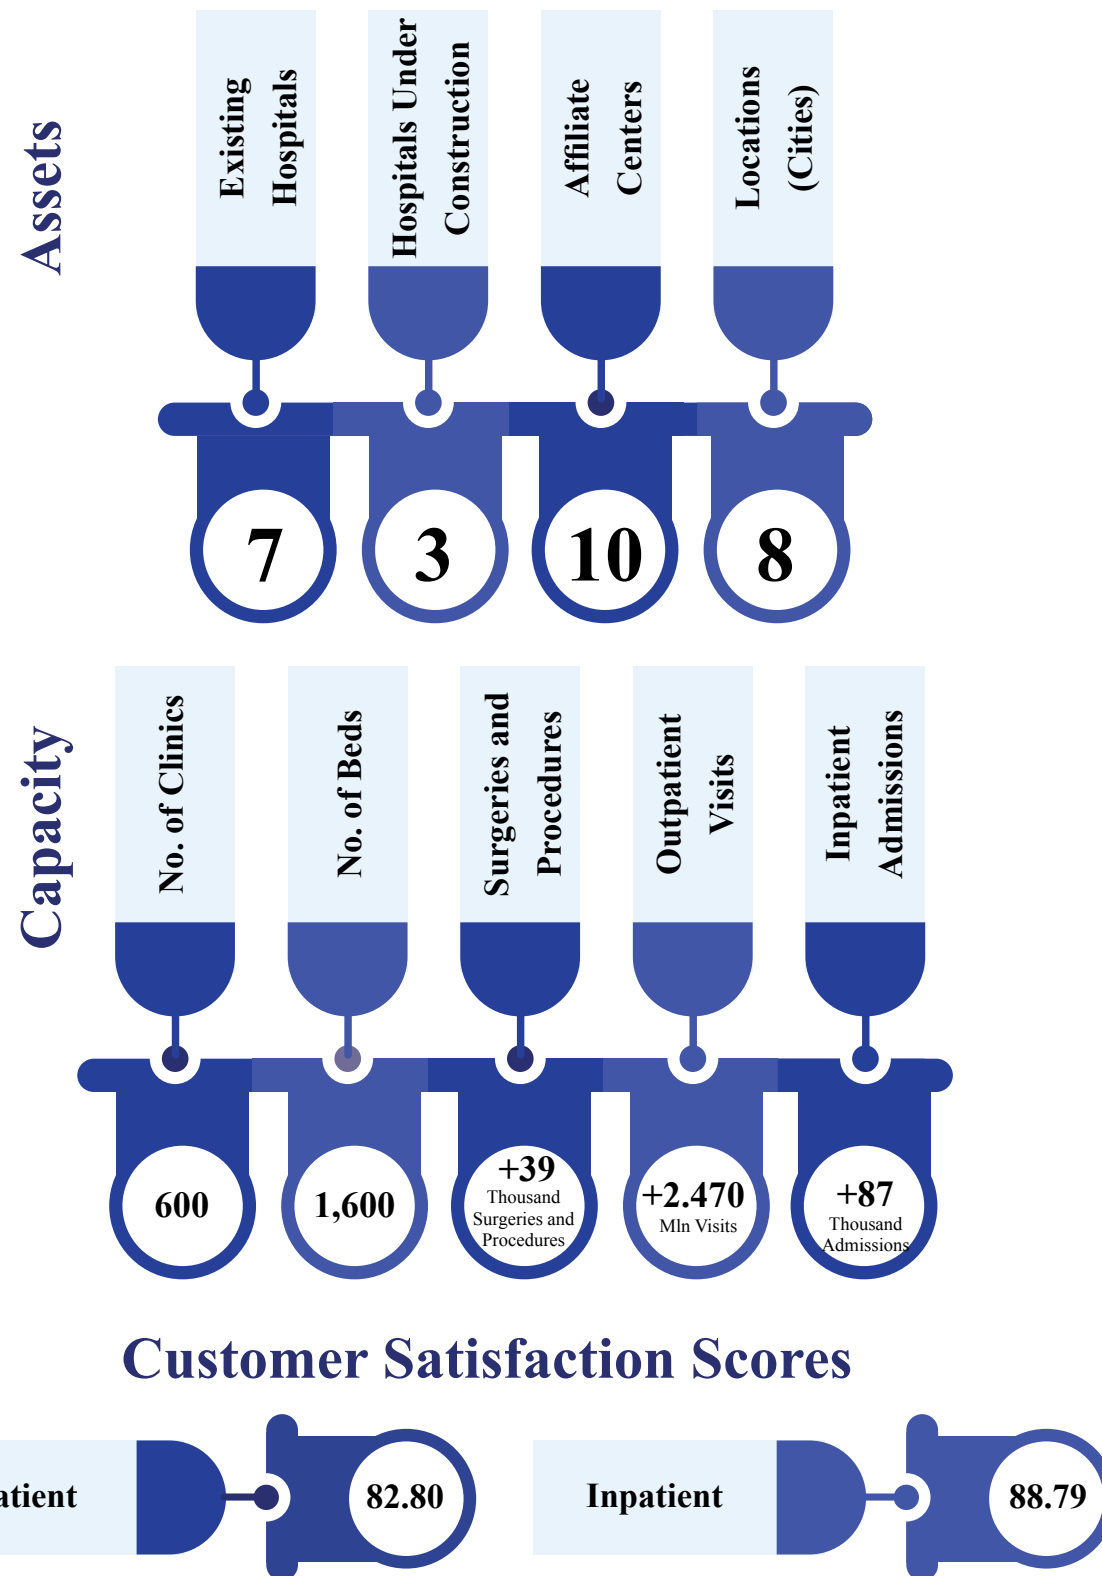 Assets
Existing
Hospitals
Hospitals Under
Construction
Affiliate
Centers
Locations
(Cities)
7
3
10
8
Capacity
No. of Clinics
No. of Beds
Surgeries and
Procedures
Outpatient
Visits
Inpatient
Admissions
600
1,600
+39
Thousand
Surgeries and
Procedures
+2.470
Mln Visits
+87
Thousand
Admissions
Customer Satisfaction Scores
atient
82.80
Inpatient
88.79